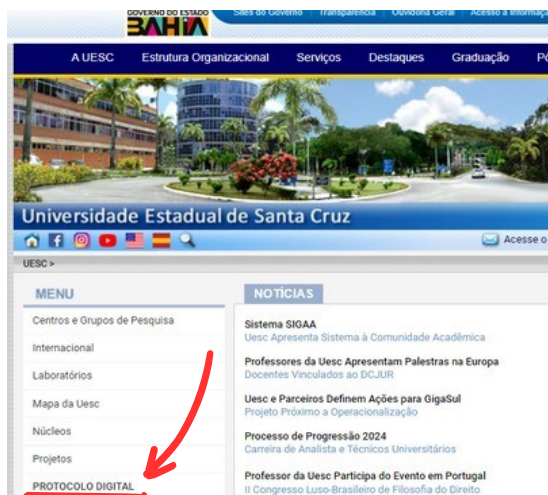 GOVERNO DO ESTADO
BAHIA
Sites do Governo Transparência Ouvidoria Geral Acesso a Informaç
A UESC Estrutura Organizacional Serviços Destaques Graduação Pó
Universidade Estadual de Santa Cruz
Acesse o
UESC >
MENU
Centros e Grupos de Pesquisa
Internacional
Laboratórios
Mapa da Uesc
Núcleos
Projetos
PROTOCOLO DIGITAL
NOTÍCIAS
Sistema SIGAA
Uesc Apresenta Sistema à Comunidade Acadêmica
Professores da Uesc Apresentam Palestras na Europa
Docentes Vinculados ao DCJUR
Uesc e Parceiros Definem Ações para GigaSul
Projeto Próximo a Operacionalização
Processo de Progressão 2024
Carreira de Analista e Técnicos Universitários
Professor da Uesc Participa do Evento em Portugal
II Congresso Luso-Brasileiro de Filosofia do Direito